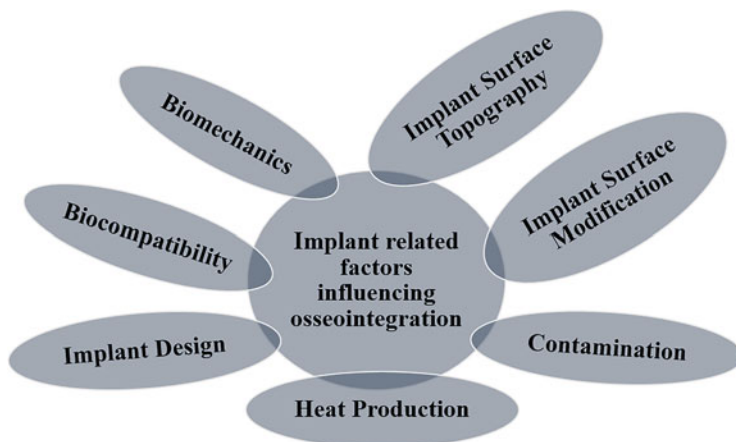 Implant Surface
Topography
Biomechanics
Implant Surface
Modification
Biocompatibility
Implant related
factors
influencing
osseointegration
Implant Design
Contamination
Heat Production